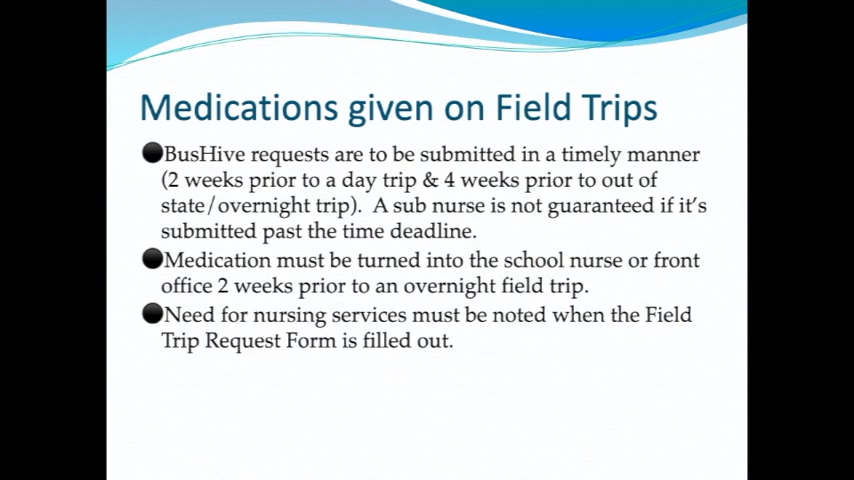 Medications given on Field Trips
●BusHive requests are to be submitted in a timely manner
(2 weeks prior to a day trip & 4 weeks prior to out of
state/overnight trip). A sub nurse is not guaranteed if it's
submitted past the time deadline.
●Medication must be turned into the school nurse or front
office 2 weeks prior to an overnight field trip.
●Need for nursing services must be noted when the Field
Trip Request Form is filled out.